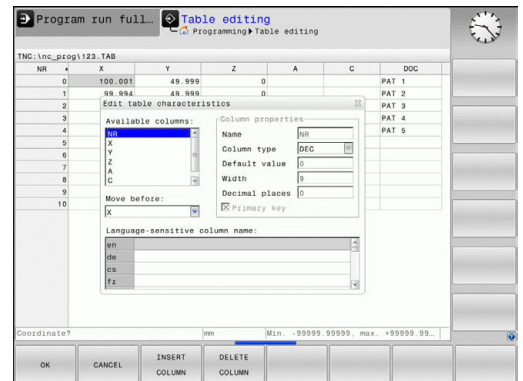 Program run full... Table editing
Programming ▸ Table editing
TNC:\nc_prog\123.TAB
NR X Y Z A C DOC
0 100.001 49.999 0 PAT 1
1 99.994 49.999 0 PAT 2
2 PAT 3
3 PAT 4
4 PAT 5
5
6
7
8
9
10
Edit table characteristics
Available columns:
NR
X
Y
Z
A
C
Move before:
X
Column properties
Name NR
Column type DEC
Default value 0
Width 9
Decimal places 0
Primary key
Language-sensitive column name:
en
de
cs
fr
Coordinate? mm Min. -99999.99999, max. +99999.99...
OK CANCEL INSERT COLUMN DELETE COLUMN